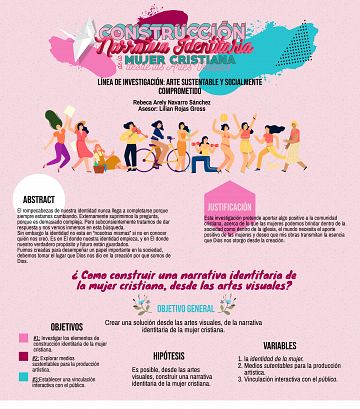 CONSTRUCCIÓN
Narrativa Identitaria
de la
MUJER CRISTIANA
LÍNEA DE INVESTIGACIÓN: ARTE SUSTENTABLE Y SOCIALMENTE
COMPROMETIDO
Rebeca Arely Navarro Sánchez
Asesor: Lilian Rojas Gross
ABSTRACT
El rompecabezas de nuestra identidad nunca llega a completarse porque
siempre estamos cambiando. Externamente suprimimos la pregunta,
porque es demasiado compleja. Pero subconscientemente tratamos de dar
respuesta y nos vemos inmersos en esta búsqueda.
Sin embargo la identidad no esta en "nosotras mismas" si no en conocer
quién nos creó. Es en Él donde nuestra identidad empieza, y en Él donde
nuestro verdadero propósito y futuro están guardados.
Fuimos creadas para desempeñar un papel importante en la sociedad,
debemos tomar el lugar que Dios nos dio en la creación por que somos de
Dios.
JUSTIFICACIÓN
Esta investigación pretende aportar algo positivo a la comunidad
cristiana, acerca de lo que las mujeres podemos brindar dentro de la
sociedad como dentro de la iglesia, el mundo necesita el aporte
positivo de las mujeres y deseo que mis obras transmitan la esencia
que Dios nos otorgo desde la creación.
¿ Como construir una narrativa identitaria de
la mujer cristiana, desde las artes visuales?
OBJETIVO GENERAL
Crear una solución desde las artes visuales, de la narrativa
identitaria de la mujer cristiana.
OBJETIVOS
#1: Investigar los elementos de
construcción identitaria de la mujer
cristiana.
#2: Explorar medios
sustentables para la producción
artística.
#3:Establecer una vinculación
interactiva con el público.
HIPÓTESIS
Es posible, desde las artes
visuales, construir una narrativa
identitaria de la mujer cristiana.
VARIABLES
1. la identidad de la mujer.
2. Medios sutentables para la producción
artística.
3. Vinculación interactiva con el público.